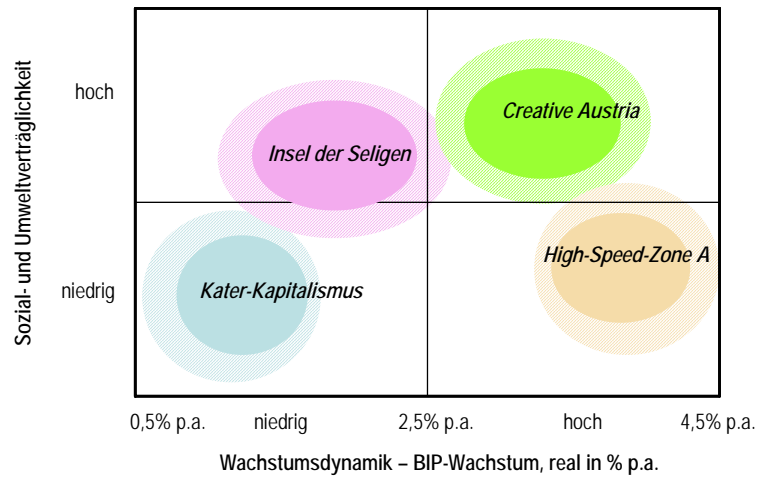 Sozial- und Umweltverträglichkeit
hoch
niedrig
Creative Austria
Insel der Seligen
High-Speed-Zone A
Kater-Kapitalismus
0,5% p.a.
niedrig
2,5% p.a.
hoch
4,5% p.a.
Wachstumsdynamik – BIP-Wachstum, real in % p.a.